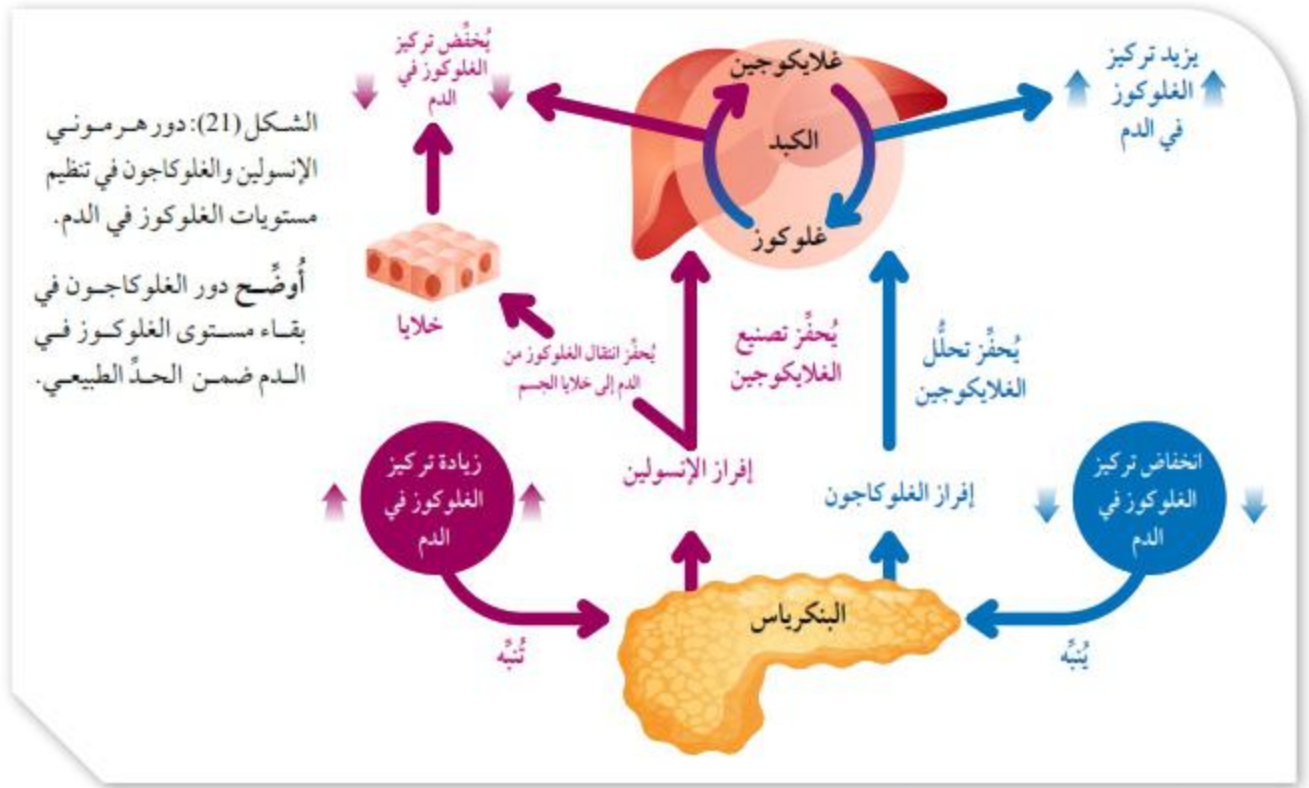 الشكل (21): دور هرموني
الإنسولين والغلوكاجون في تنظيم
مستويات الغلوكوز في الدم.
أُوضِّح دور الغلوكاجون في
بقاء مستوى الغلوكوز في
الدم ضمن الحدِّ الطبيعي.
يزيد تركيز
الغلوكوز
في الدم
غلايكوجين
الكبد
غلوكوز
يُخفِّض تركيز
الغلوكوز في
الدم
خلايا
يُحفِّز تحلُّل
الغلايكوجين
يُحفِّز تصنيع
الغلايكوجين
يُحفِّز انتقال الغلوكوز من
الدم إلى خلايا الجسم
انخفاض تركيز
الغلوكوز في
الدم
إفراز الغلوكاجون
إفراز الإنسولين
زيادة تركيز
الغلوكوز في
الدم
البنكرياس
يُنبِّه
تُنبِّه